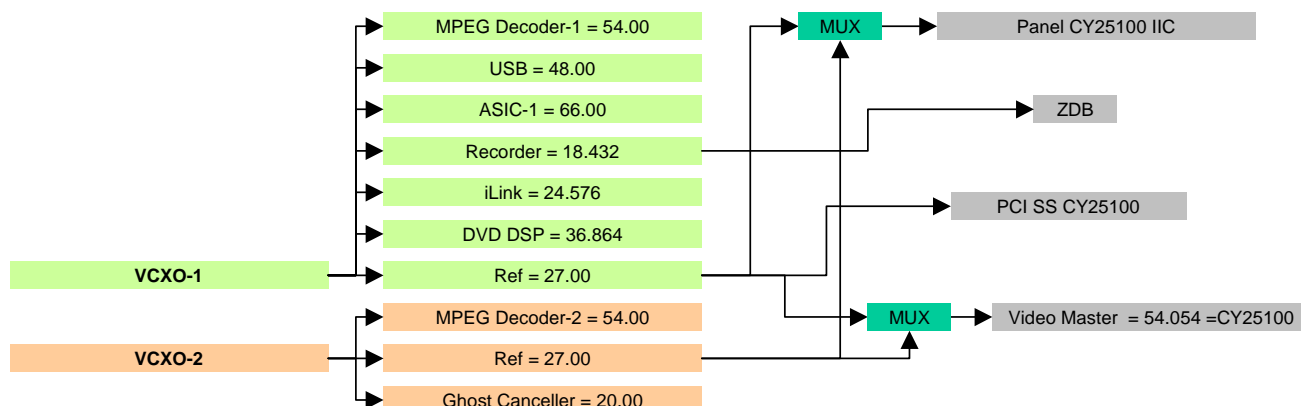 MPEG Decoder-1 = 54.00
MUX
Panel CY25100 IIC
USB = 48.00
ASIC-1 = 66.00
ZDB
Recorder = 18.432
iLink = 24.576
PCI SS CY25100
DVD DSP = 36.864
VCXO-1
Ref = 27.00
MPEG Decoder-2 = 54.00
MUX
Video Master = 54.054 =CY25100
VCXO-2
Ref = 27.00
Ghost Canceller = 20.00